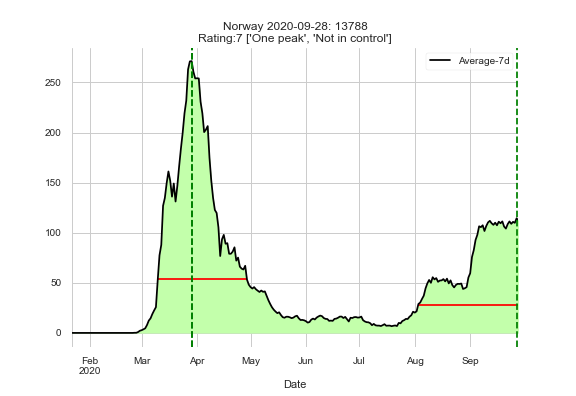 Norway 2020-09-28: 13788
Rating:7 ['One peak', 'Not in control']
Average-7d
250
200
150
100
50
0
Feb Mar Apr May Jun Jul Aug Sep
2020
Date